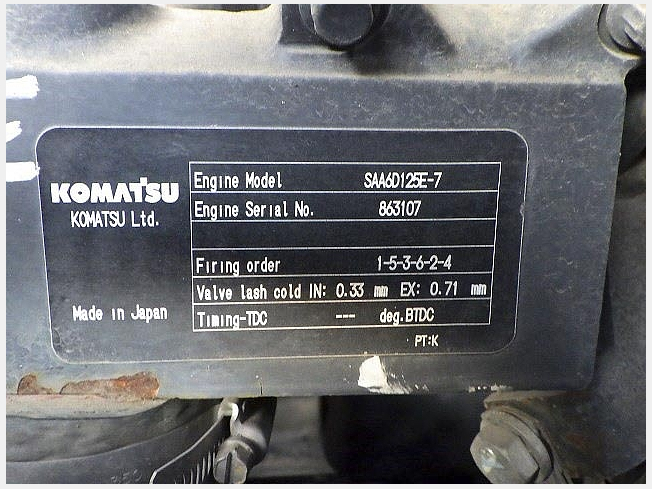 KOMATSU
KOMATSU Ltd.
Made in Japan
Engine Model SAA6D125E-7
Engine Serial No. 863107
Firing order 1-5-3-6-2-4
Valve lash cold IN: 0.33 mm EX: 0.71 mm
Timing-TDC --- deg.BTDC
PT:K